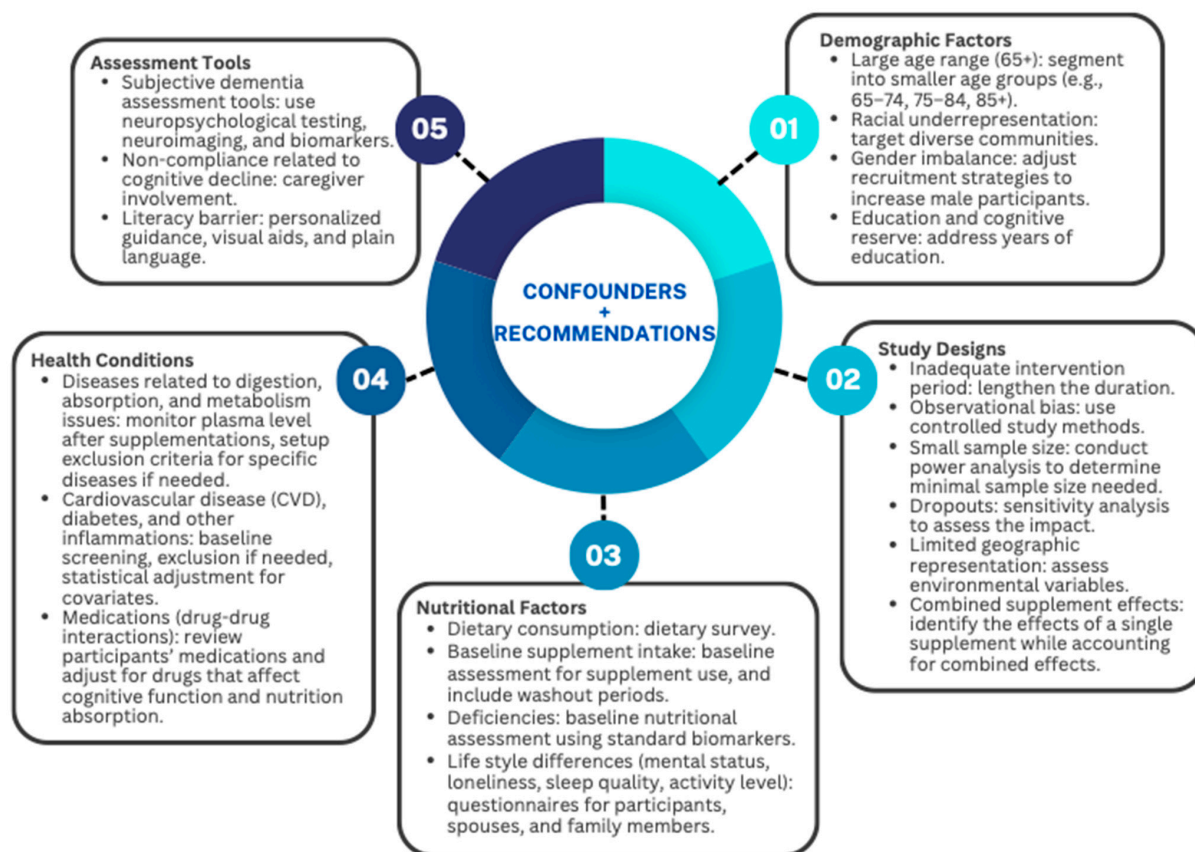 CONFOUNDERS
+
RECOMMENDATIONS
01
Demographic Factors
• Large age range (65+): segment
into smaller age groups (e.g.,
65–74, 75–84, 85+).
• Racial underrepresentation:
target diverse communities.
• Gender imbalance: adjust
recruitment strategies to
increase male participants.
• Education and cognitive
reserve: address years of
education.
02
Study Designs
• Inadequate intervention
period: lengthen the duration.
• Observational bias: use
controlled study methods.
• Small sample size: conduct
power analysis to determine
minimal sample size needed.
• Dropouts: sensitivity analysis
to assess the impact.
• Limited geographic
representation: assess
environmental variables.
• Combined supplement effects:
identify the effects of a single
supplement while accounting
for combined effects.
03
Nutritional Factors
• Dietary consumption: dietary survey.
• Baseline supplement intake: baseline
assessment for supplement use, and
include washout periods.
• Deficiencies: baseline nutritional
assessment using standard biomarkers.
• Life style differences (mental status,
loneliness, sleep quality, activity level):
questionnaires for participants,
spouses, and family members.
04
Health Conditions
• Diseases related to digestion,
absorption, and metabolism
issues: monitor plasma level
after supplementations, setup
exclusion criteria for specific
diseases if needed.
• Cardiovascular disease (CVD),
diabetes, and other
inflammations: baseline
screening, exclusion if needed,
statistical adjustment for
covariates.
• Medications (drug-drug
interactions): review
participants’ medications and
adjust for drugs that affect
cognitive function and nutrition
absorption.
05
Assessment Tools
• Subjective dementia
assessment tools: use
neuropsychological testing,
neuroimaging, and biomarkers.
• Non-compliance related to
cognitive decline: caregiver
involvement.
• Literacy barrier: personalized
guidance, visual aids, and plain
language.